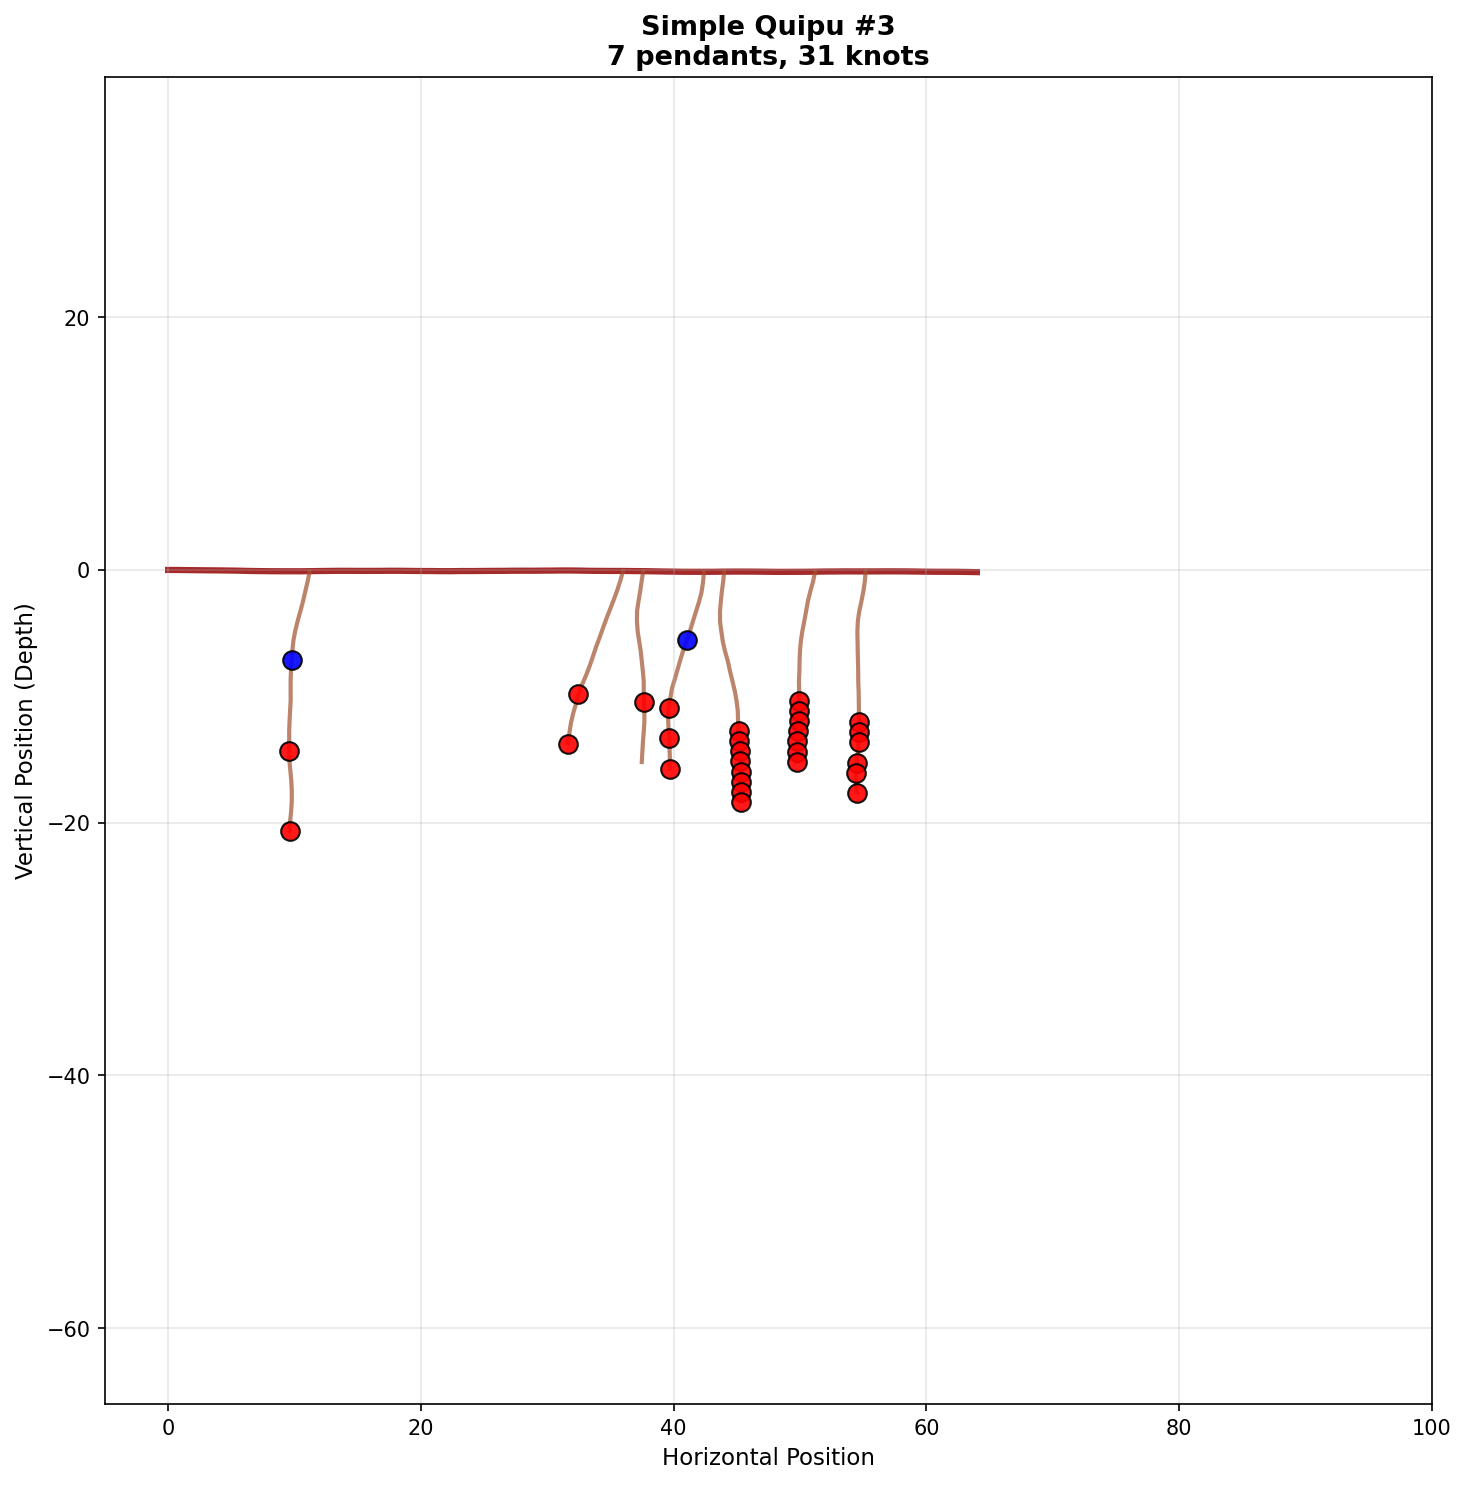 Simple Quipu #3
7 pendants, 31 knots
Vertical Position (Depth)
20
0
−20
−40
−60
0 20 40 60 80 100
Horizontal Position